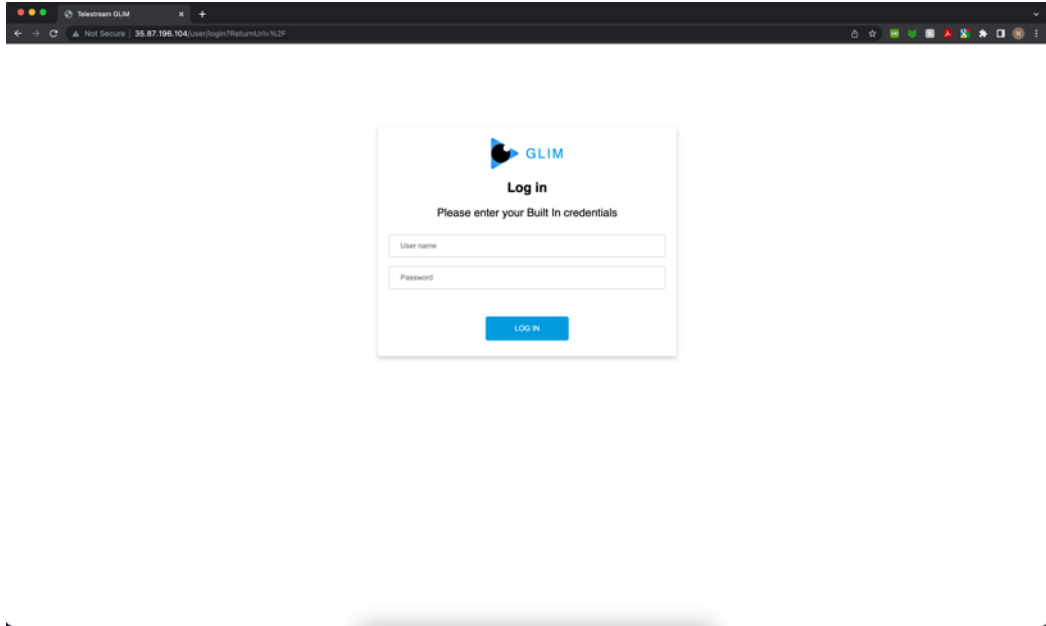 Telestream GLIM
Not Secure | 35.87.196.104/user/login?ReturnUrl=%2F
GLIM
Log in
Please enter your Built In credentials
User name
Password
LOG IN